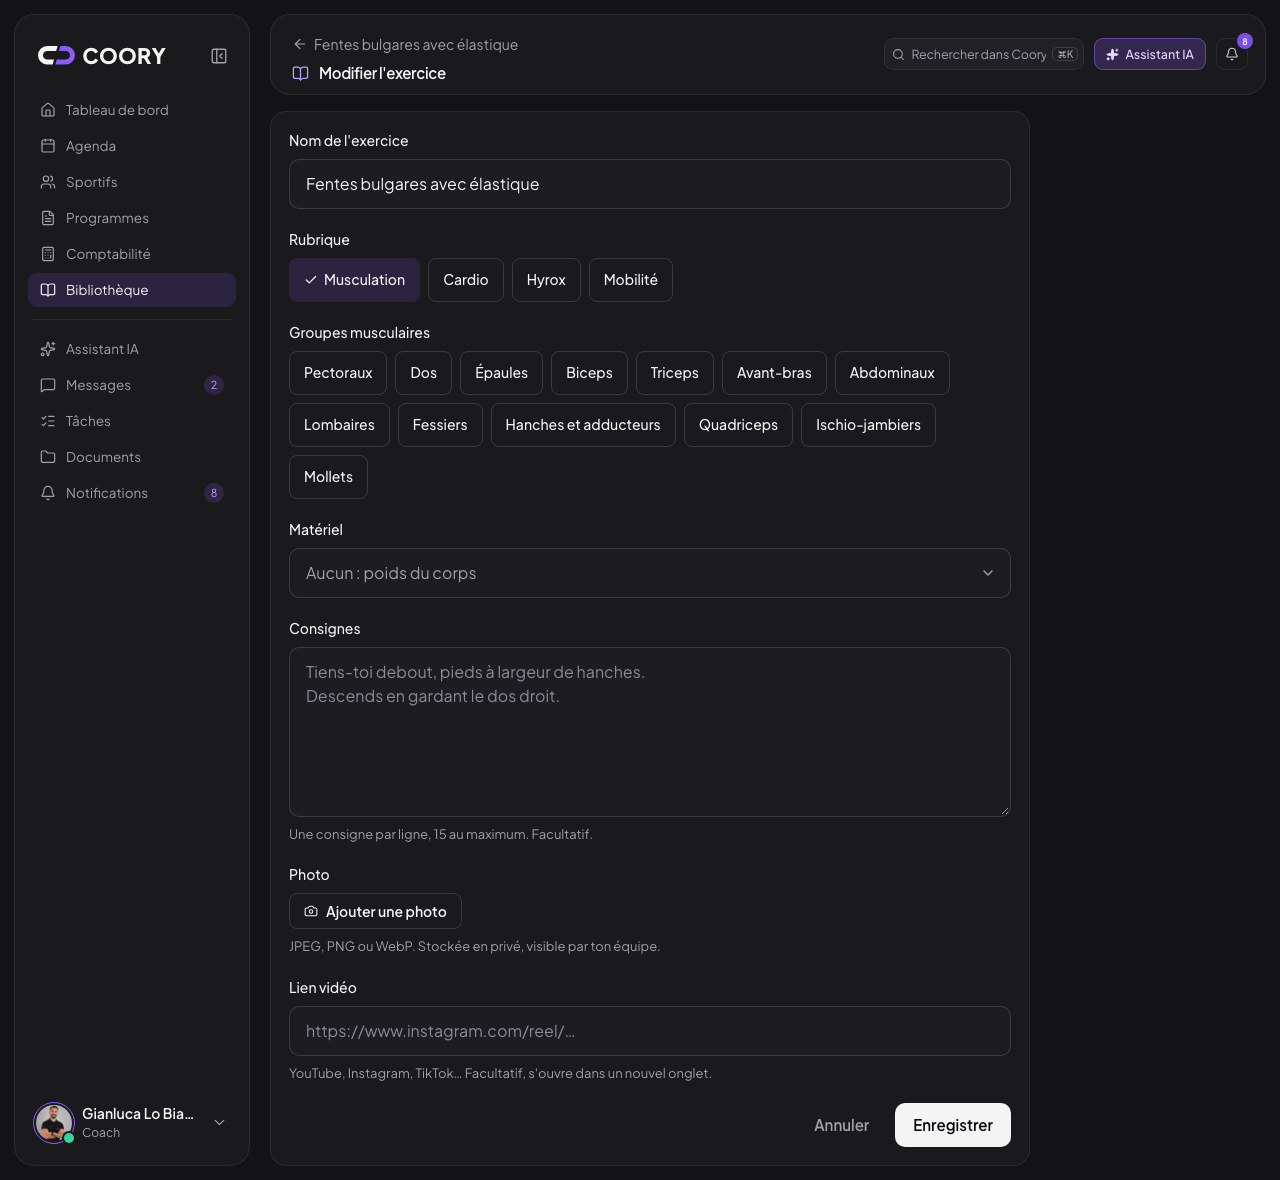 COORY
Tableau de bord
Agenda
Sportifs
Programmes
Comptabilité
Bibliothèque
Assistant IA
Messages 2
Tâches
Documents
Notifications 8
Gianluca Lo Bia...
Coach
Fentes bulgares avec élastique
Modifier l'exercice
Rechercher dans Coory ⌘K
Assistant IA
8
Nom de l'exercice
Fentes bulgares avec élastique
Rubrique
Musculation Cardio Hyrox Mobilité
Groupes musculaires
Pectoraux Dos Épaules Biceps Triceps Avant-bras Abdominaux
Lombaires Fessiers Hanches et adducteurs Quadriceps Ischio-jambiers
Mollets
Matériel
Aucun : poids du corps
Consignes
Tiens-toi debout, pieds à largeur de hanches.
Descends en gardant le dos droit.
Une consigne par ligne, 15 au maximum. Facultatif.
Photo
Ajouter une photo
JPEG, PNG ou WebP. Stockée en privé, visible par ton équipe.
Lien vidéo
https://www.instagram.com/reel/...
YouTube, Instagram, TikTok... Facultatif, s'ouvre dans un nouvel onglet.
Annuler Enregistrer